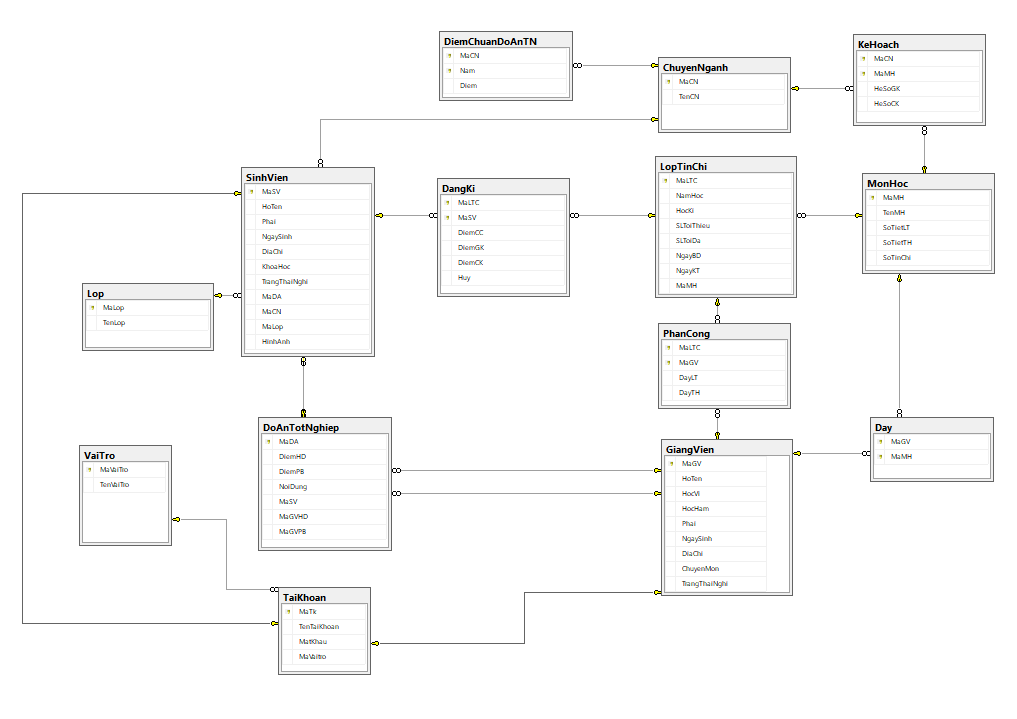 DiemChuanDoAnTN
MaCN
Nam
Diem
ChuyenNganh
MaCN
TenCN
KeHoach
MaCN
MaMH
HeSoGK
HeSoCK
SinhVien
MaSV
HoTen
Phai
NgaySinh
DiaChi
KhoaHoc
TrangThaiNghi
MaDA
MaCN
MaLop
HinhAnh
DangKi
MaLTC
MaSV
DiemCC
DiemGK
DiemCK
Huy
LopTinChi
MaLTC
NamHoc
HocKi
SLToiThieu
SLToiDa
NgayBD
NgayKT
MaMH
MonHoc
MaMH
TenMH
SoTietLT
SoTietTH
SoTinChi
Lop
MaLop
TenLop
PhanCong
MaLTC
MaGV
DayLT
DayTH
DoAnTotNghiep
MaDA
DiemHD
DiemPB
NoiDung
MaSV
MaGVHD
MaGVPB
Day
MaGV
MaMH
VaiTro
MaVaiTro
TenVaiTro
GiangVien
MaGV
HoTen
HocVi
HocHam
Phai
NgaySinh
DiaChi
ChuyenMon
TrangThaiNghi
TaiKhoan
MaTk
TenTaiKhoan
MatKhau
MaVaitro